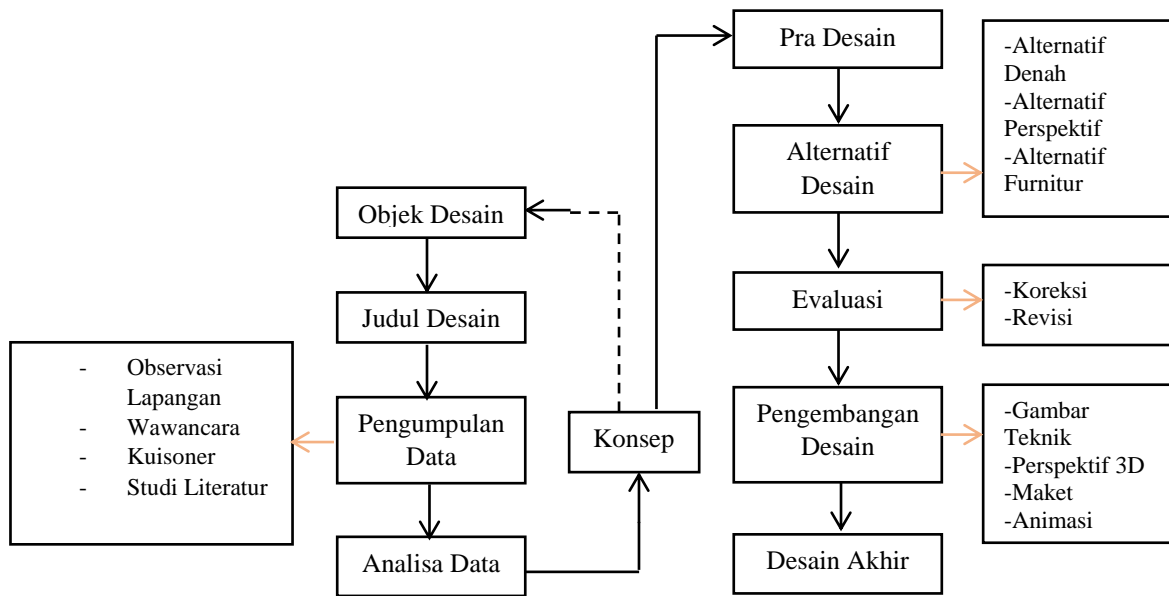 Objek Desain
Judul Desain
Pengumpulan
Data
- Observasi
Lapangan
- Wawancara
- Kuisoner
- Studi Literatur
Analisa Data
Konsep
Pra Desain
Alternatif
Desain
-Alternatif
Denah
-Alternatif
Perspektif
-Alternatif
Furnitur
Evaluasi
-Koreksi
-Revisi
Pengembangan
Desain
-Gambar
Teknik
-Perspektif 3D
-Maket
-Animasi
Desain Akhir